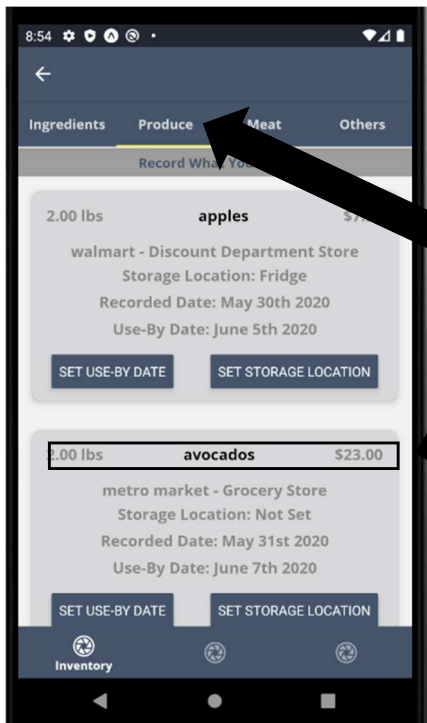 8:54
Ingredients Produce Meat Others
Record What
2.00 lbs apples
walmart - Discount Department Store
Storage Location: Fridge
Recorded Date: May 30th 2020
Use-By Date: June 5th 2020
SET USE-BY DATE SET STORAGE LOCATION
2.00 lbs avocados $23.00
metro market - Grocery Store
Storage Location: Not Set
Recorded Date: May 31st 2020
Use-By Date: June 7th 2020
SET USE-BY DATE SET STORAGE LOCATION
Inventory